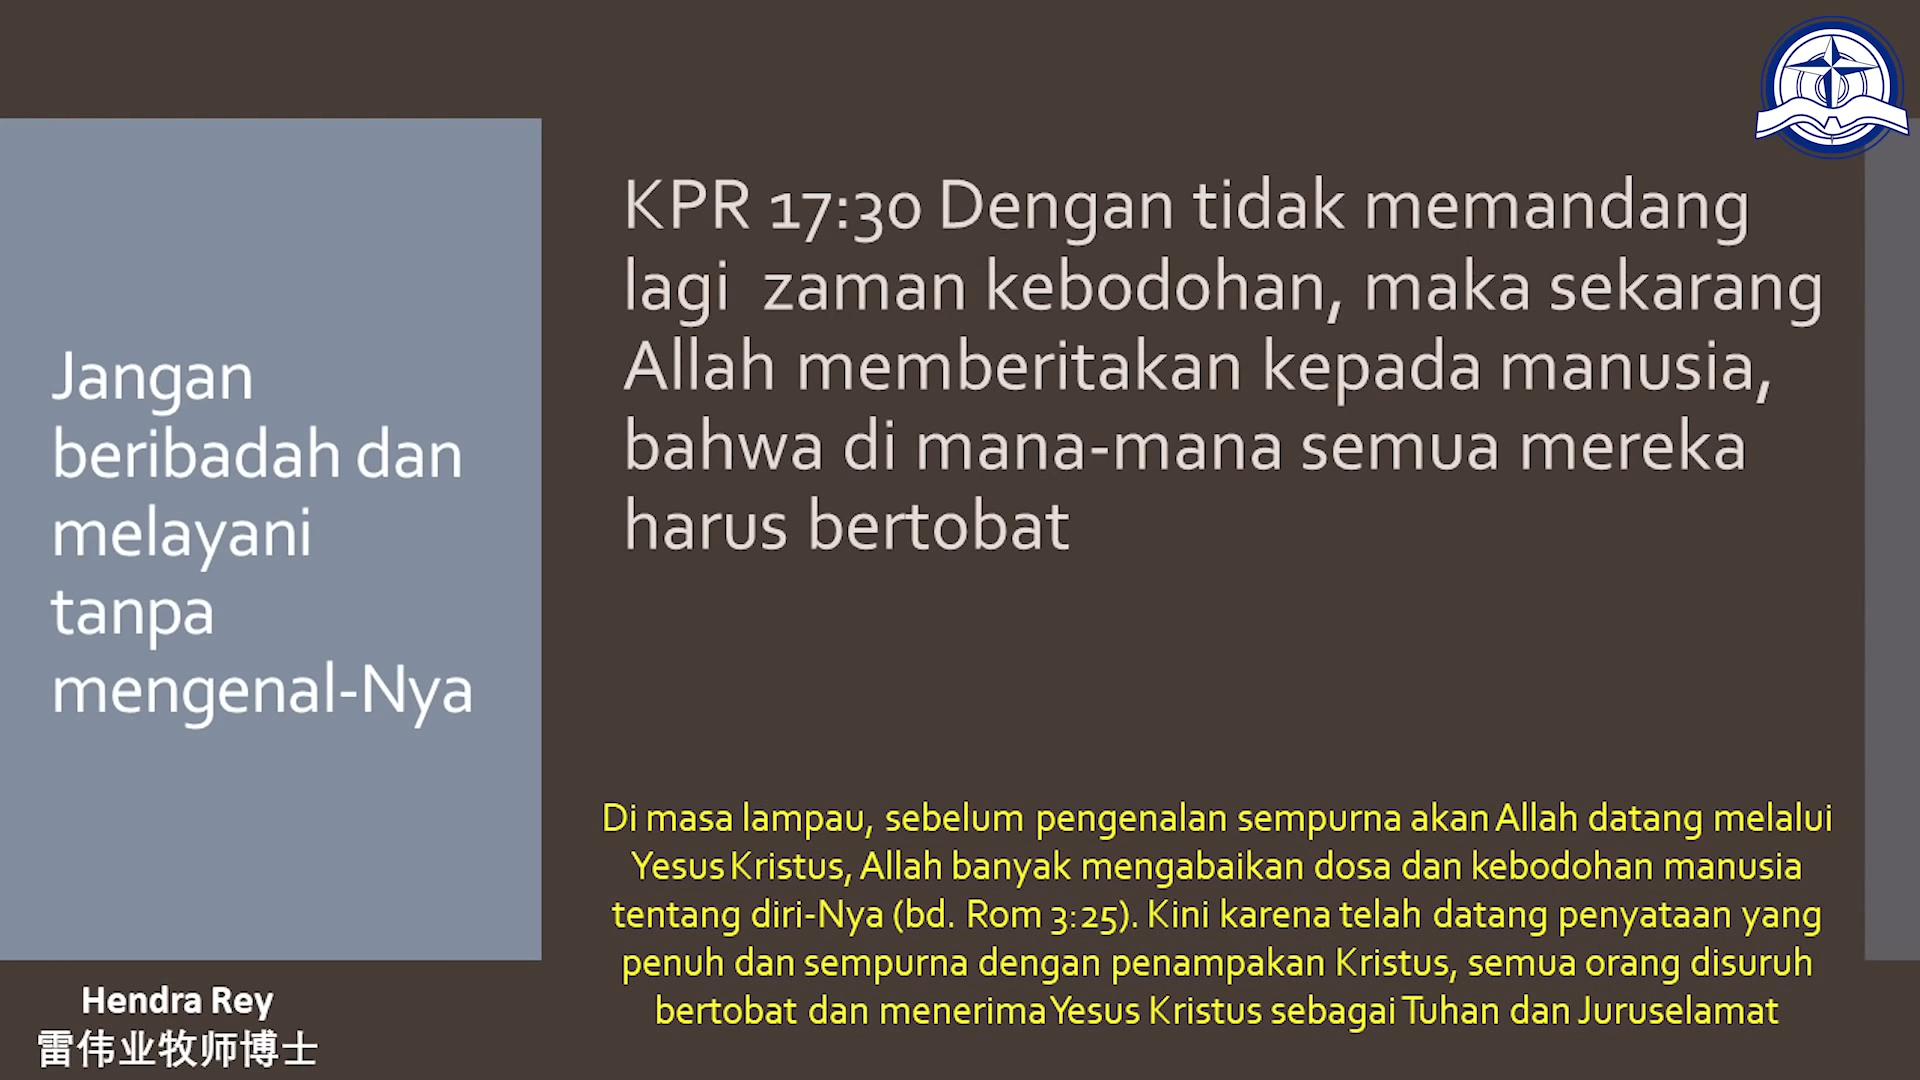 Jangan
beribadah dan
melayani
tanpa
mengenal-Nya
KPR 17:30 Dengan tidak memandang
lagi  zaman kebodohan, maka sekarang
Allah memberitakan kepada manusia,
bahwa di mana-mana semua mereka
harus bertobat
Di masa lampau, sebelum pengenalan sempurna akan Allah datang melalui
Yesus Kristus, Allah banyak mengabaikan dosa dan kebodohan manusia
tentang diri-Nya (bd. Rom 3:25). Kini karena telah datang penyataan yang
penuh dan sempurna dengan penampakan Kristus, semua orang disuruh
bertobat dan menerima Yesus Kristus sebagai Tuhan dan Juruselamat
Hendra Rey
雷伟业牧师博士